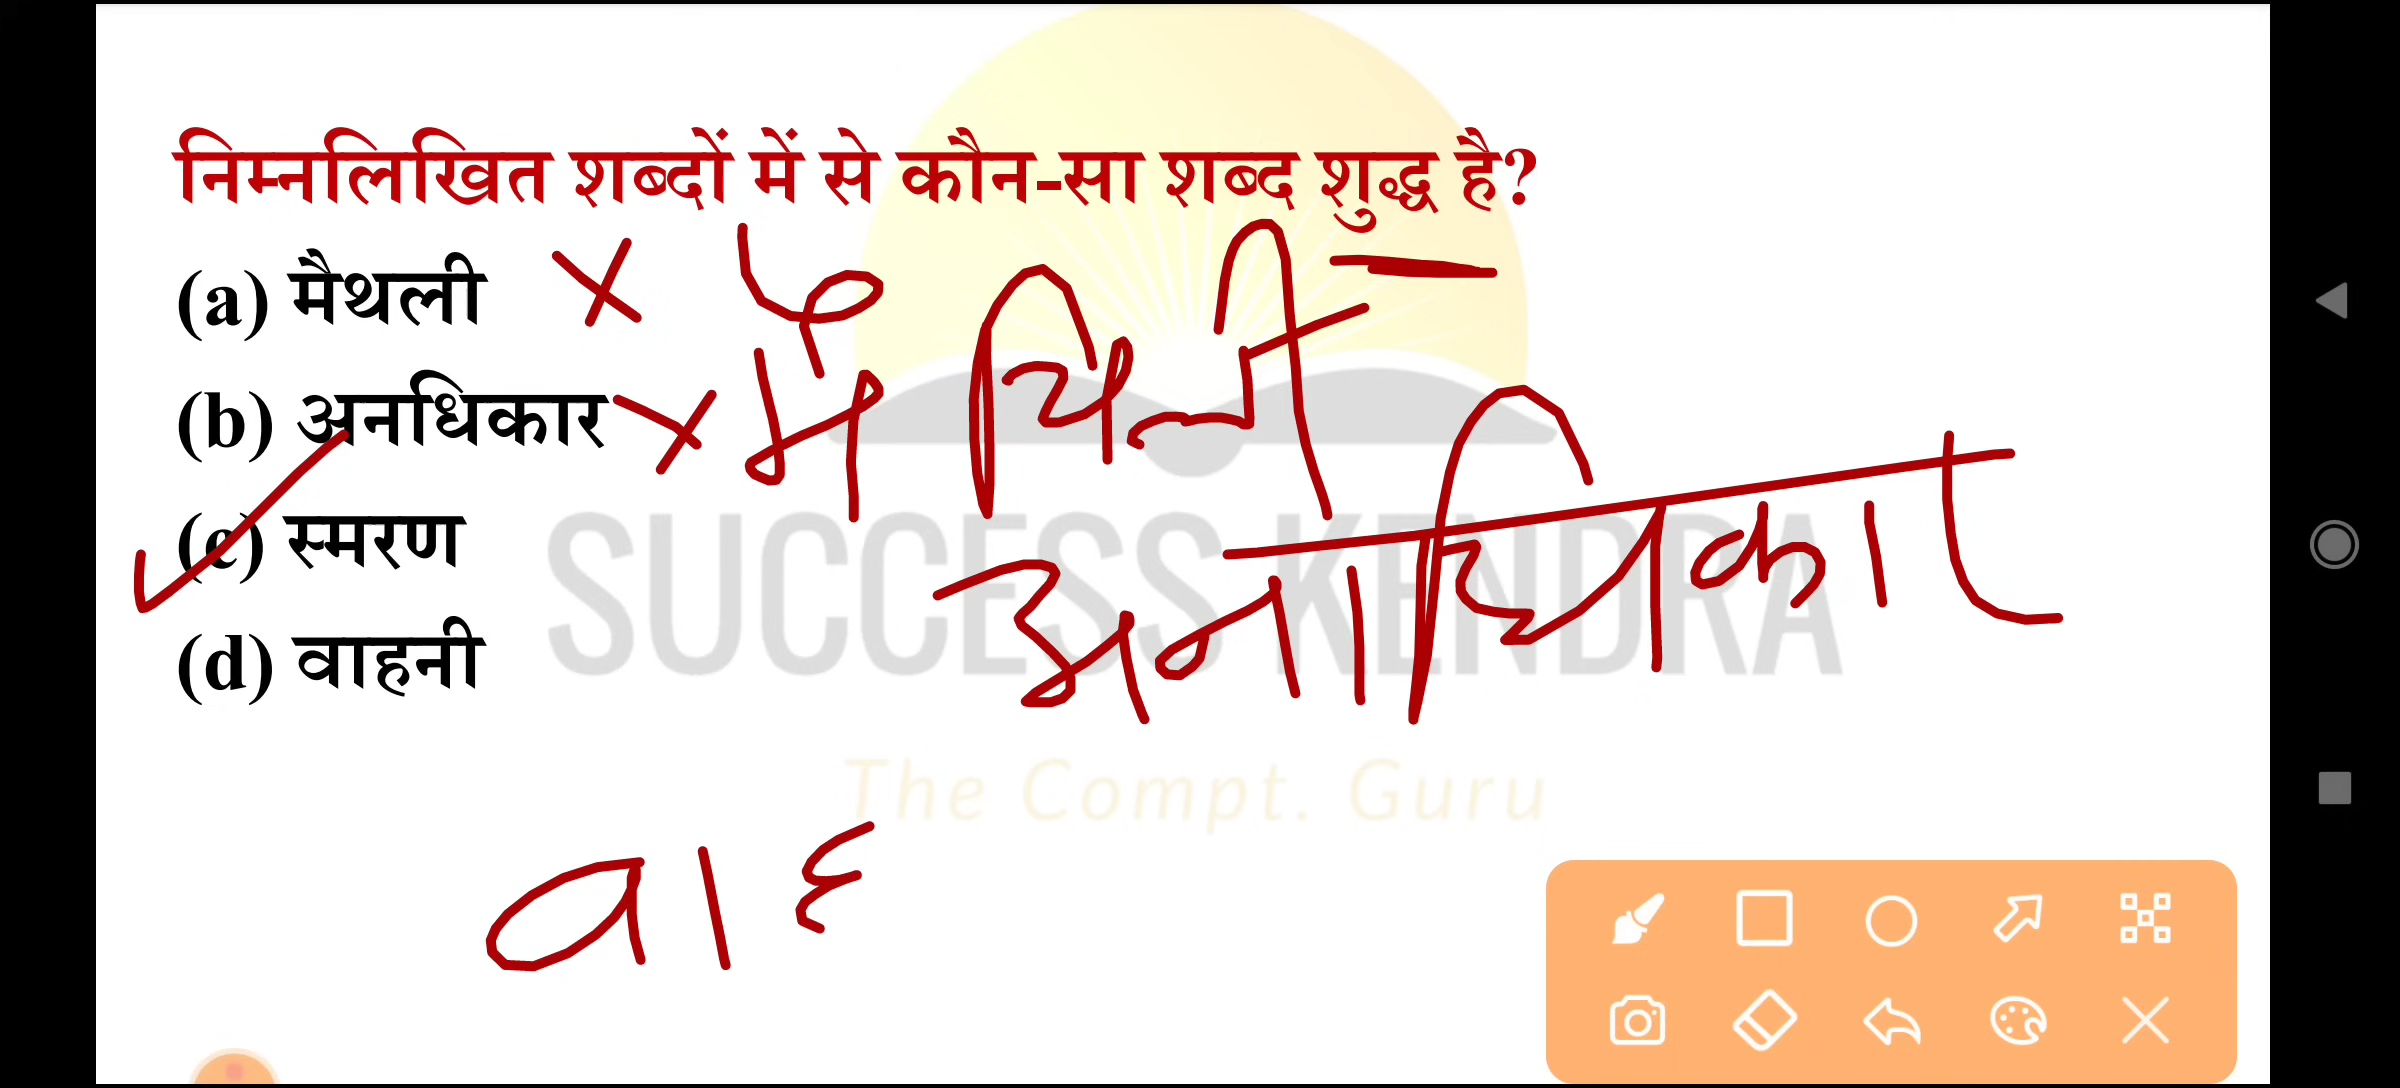 निम्नलिखित शब्दों में से कौन-सा शब्द शुद्ध है?
(a) मैथली
(b) अनधिकार
(c) स्मरण
(d) वाहनी
मैथिली
अनाधिकार
वाह
SUCCESS KENDRA
The Compt. Guru